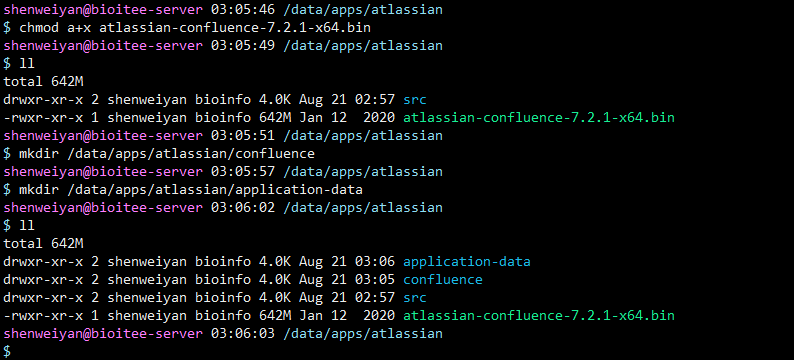 shenweiyan@bioitee-server 03:05:46 /data/apps/atlassian
$ chmod a+x atlassian-confluence-7.2.1-x64.bin
shenweiyan@bioitee-server 03:05:49 /data/apps/atlassian
$ ll
total 642M
drwxr-xr-x 2 shenweiyan bioinfo 4.0K Aug 21 02:57 src
-rwxr-xr-x 1 shenweiyan bioinfo 642M Jan 12  2020 atlassian-confluence-7.2.1-x64.bin
shenweiyan@bioitee-server 03:05:51 /data/apps/atlassian
$ mkdir /data/apps/atlassian/confluence
shenweiyan@bioitee-server 03:05:57 /data/apps/atlassian
$ mkdir /data/apps/atlassian/application-data
shenweiyan@bioitee-server 03:06:02 /data/apps/atlassian
$ ll
total 642M
drwxr-xr-x 2 shenweiyan bioinfo 4.0K Aug 21 03:06 application-data
drwxr-xr-x 2 shenweiyan bioinfo 4.0K Aug 21 03:05 confluence
drwxr-xr-x 2 shenweiyan bioinfo 4.0K Aug 21 02:57 src
-rwxr-xr-x 1 shenweiyan bioinfo 642M Jan 12  2020 atlassian-confluence-7.2.1-x64.bin
shenweiyan@bioitee-server 03:06:03 /data/apps/atlassian
$